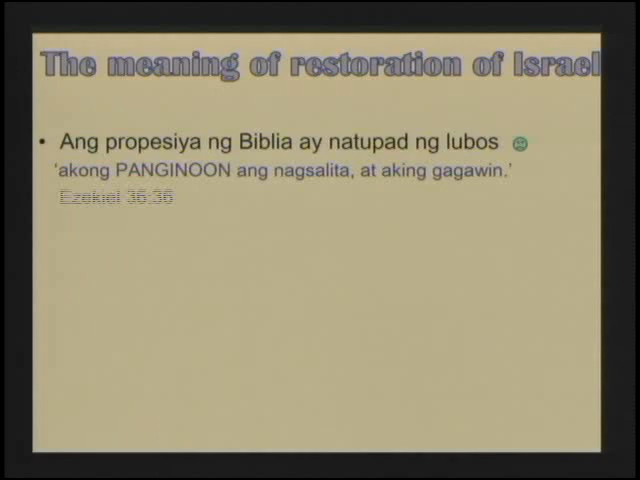 The meaning of restoration of Israel
• Ang propesiya ng Biblia ay natupad ng lubos
‘akong PANGINOON ang nagsalita, at aking gagawin.’
Ezekiel 36:36